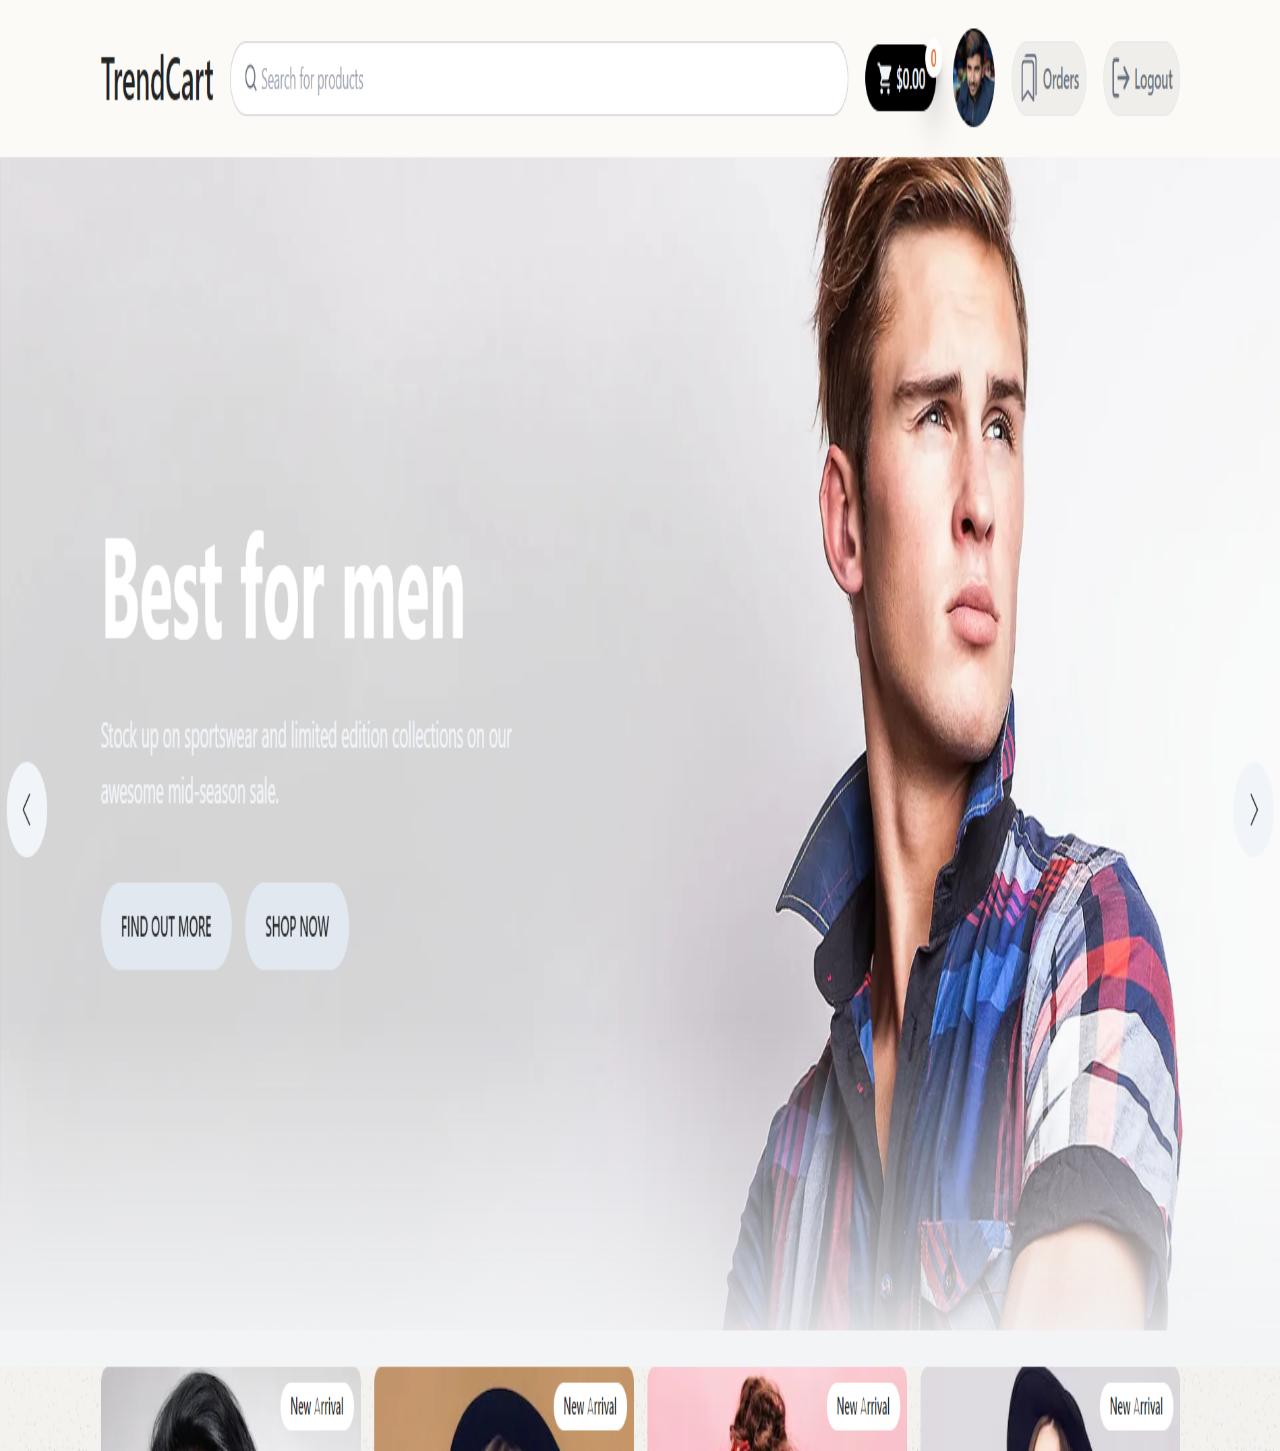 TrendCart
Search for products
$0.00
0
Orders
Logout
Best for men
Stock up on sportswear and limited edition collections on our
awesome mid-season sale.
FIND OUT MORE
SHOP NOW
New Arrival
New Arrival
New Arrival
New Arrival